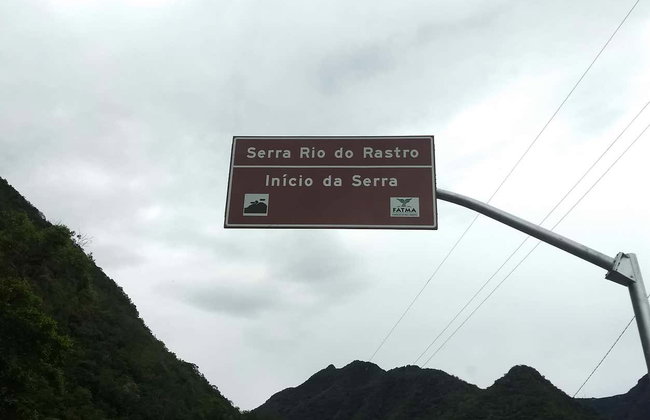 Serra Rio do Rastro
Início da Serra
FATMA